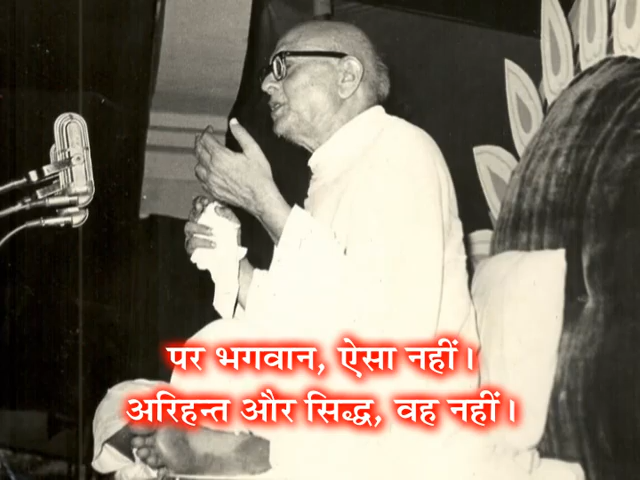 पर भगवान, ऐसा नहीं।
अरिहन्त और सिद्ध, वह नहीं।